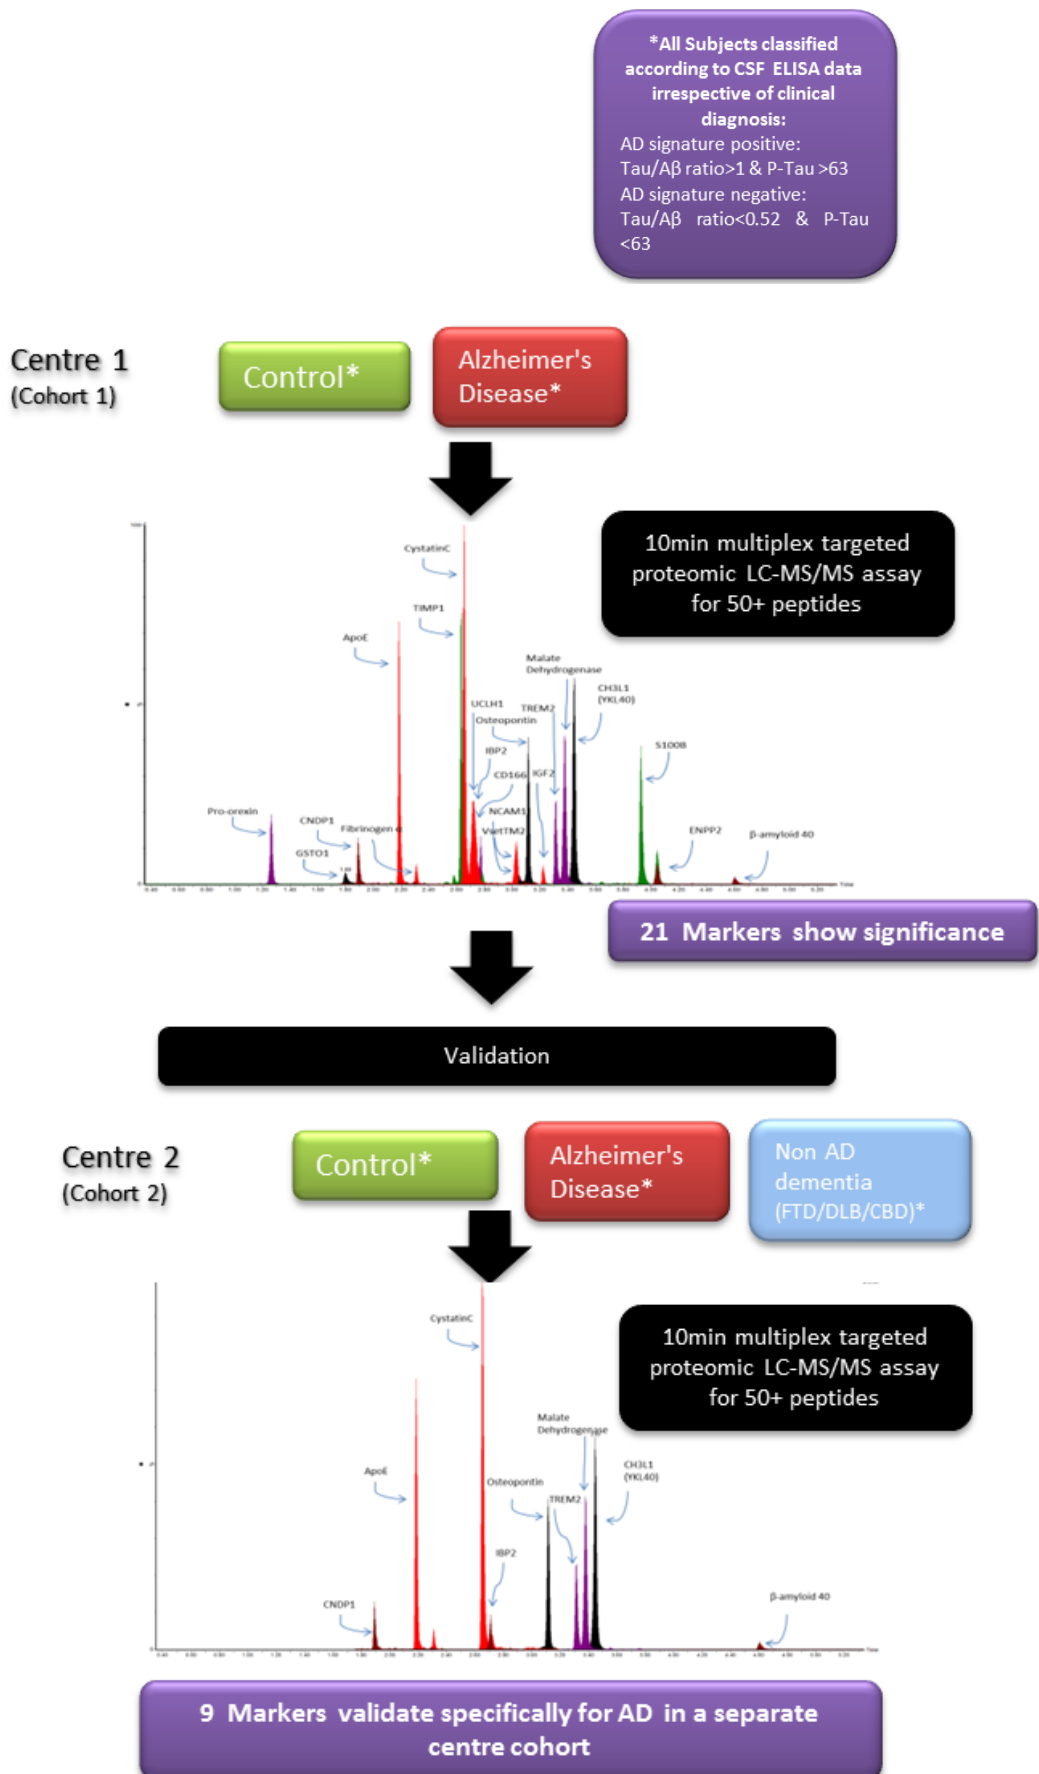 *All Subjects classified
according to CSF ELISA data
irrespective of clinical
diagnosis:
AD signature positive:
Tau/Aβ ratio>1 & P-Tau >63
AD signature negative:
Tau/Aβ ratio<0.52 & P-Tau
<63
Centre 1
(Cohort 1)
Control*
Alzheimer's
Disease*
10min multiplex targeted
proteomic LC-MS/MS assay
for 50+ peptides
CystatinC
TIMP1
ApoE
Malate
Dehydrogenase
CH3L1
(YKL40)
UCLH1
TREM2
Osteopontin
IBP2
S100B
CD166
IGF2
Pro-orexin
NCAM1
CNDP1
Fibrinogen α
VsetTM2
ENPP2
β-amyloid 40
GSTO1
21 Markers show significance
Validation
Centre 2
(Cohort 2)
Control*
Alzheimer's
Disease*
Non AD
dementia
(FTD/DLB/CBD)*
CystatinC
10min multiplex targeted
proteomic LC-MS/MS assay
for 50+ peptides
Malate
Dehydrogenase
ApoE
CH3L1
(YKL40)
Osteopontin
TREM2
IBP2
CNDP1
β-amyloid 40
9 Markers validate specifically for AD in a separate
centre cohort